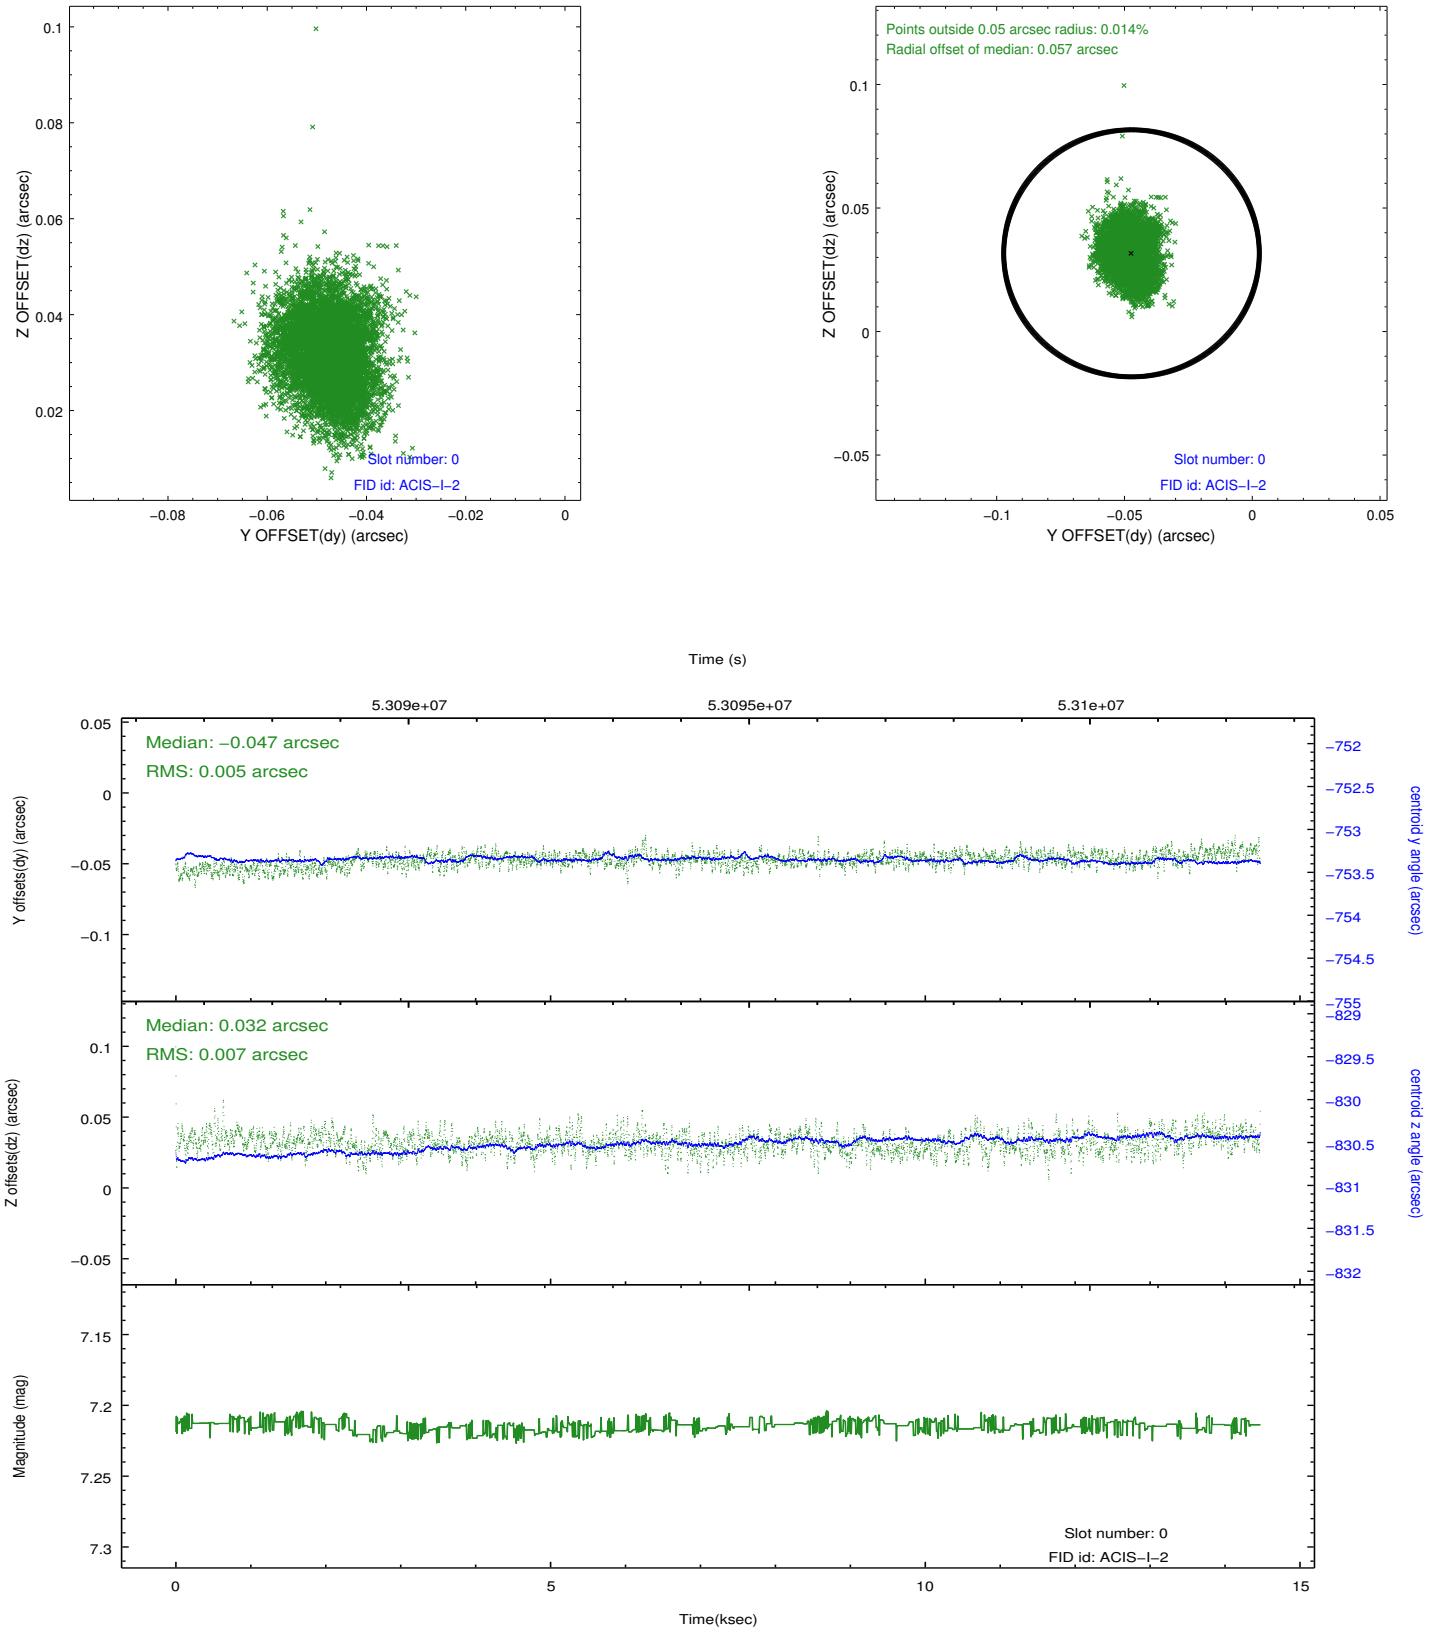 0.1
0.08
0.06
0.04
0.02
Z OFFSET(dz) (arcsec)
−0.08 −0.06 −0.04 −0.02 0
Y OFFSET(dy) (arcsec)
Slot number: 0
FID id: ACIS−I−2
Points outside 0.05 arcsec radius: 0.014%
Radial offset of median: 0.057 arcsec
0.1
0.05
0
−0.05
Z OFFSET(dz) (arcsec)
Slot number: 0
FID id: ACIS−I−2
−0.1 −0.05 0 0.05
Y OFFSET(dy) (arcsec)
Time (s)
5.309e+07 5.3095e+07 5.31e+07
Median: −0.047 arcsec
RMS: 0.005 arcsec
0.05
0
−0.05
−0.1
Y offsets(dy) (arcsec)
−752
−752.5
−753
−753.5
−754
−754.5
−755
centroid y angle (arcsec)
Median: 0.032 arcsec
RMS: 0.007 arcsec
0.1
0.05
0
−0.05
Z offsets(dz) (arcsec)
−829
−829.5
−830
−830.5
−831
−831.5
−832
centroid z angle (arcsec)
7.15
7.2
7.25
7.3
Magnitude (mag)
Slot number: 0
FID id: ACIS−I−2
0 5 10 15
Time(ksec)